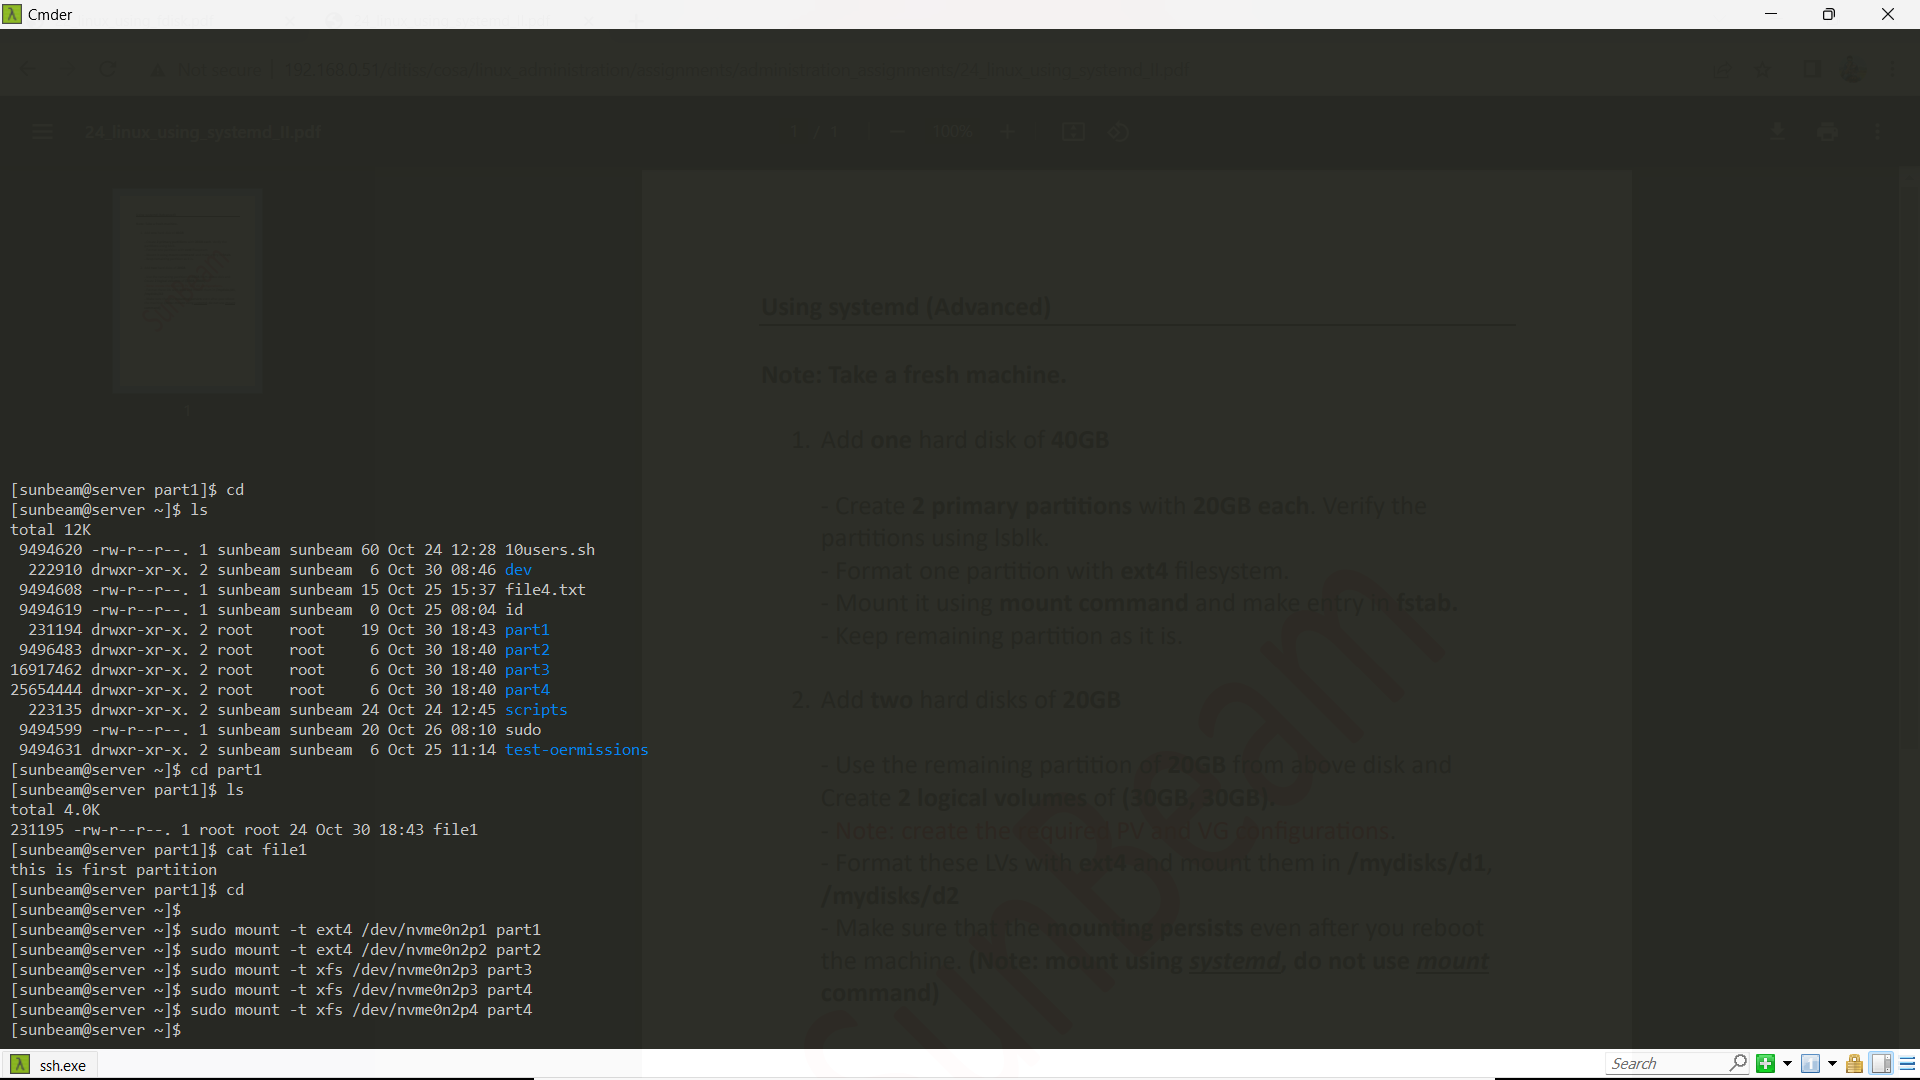 Cmder
24_linux_using_systemd_II.pdf
1 / 1
100%
1
Using systemd (Advanced)
Note: Take a fresh machine.
1. Add one hard disk of 40GB
- Create 2 primary partitions with 20GB each. Verify the
partitions using lsblk.
- Format one partition with ext4 filesystem.
- Mount it using mount command and make entry in fstab.
- Keep remaining partition as it is.
2. Add two hard disks of 20GB
- Use the remaining partition of 20GB from above disk and
Create 2 logical volumes of (30GB, 30GB).
- Note: create the required PV and VG configurations.
- Format these LVs with ext4 and mount them in /mydisks/d1,
/mydisks/d2
- Make sure that the mounting persists even after you reboot
the machine. (Note: mount using systemd, do not use mount
command)
SunBeam
[sunbeam@server part1]$ cd
[sunbeam@server ~]$ ls
total 12K
9494620 -rw-r--r--. 1 sunbeam sunbeam 60 Oct 24 12:28 10users.sh
222910 drwxr-xr-x. 2 sunbeam sunbeam 6 Oct 30 08:46 dev
9494608 -rw-r--r--. 1 sunbeam sunbeam 15 Oct 25 15:37 file4.txt
9494619 -rw-r--r--. 1 sunbeam sunbeam 0 Oct 25 08:04 id
231194 drwxr-xr-x. 2 root root 19 Oct 30 18:43 part1
9496483 drwxr-xr-x. 2 root root 6 Oct 30 18:40 part2
16917462 drwxr-xr-x. 2 root root 6 Oct 30 18:40 part3
25654444 drwxr-xr-x. 2 root root 6 Oct 30 18:40 part4
223135 drwxr-xr-x. 2 sunbeam sunbeam 24 Oct 24 12:45 scripts
9494599 -rw-r--r--. 1 sunbeam sunbeam 20 Oct 26 08:10 sudo
9494631 drwxr-xr-x. 2 sunbeam sunbeam 6 Oct 25 11:14 test-oermissions
[sunbeam@server ~]$ cd part1
[sunbeam@server part1]$ ls
total 4.0K
231195 -rw-r--r--. 1 root root 24 Oct 30 18:43 file1
[sunbeam@server part1]$ cat file1
this is first partition
[sunbeam@server part1]$ cd
[sunbeam@server ~]$
[sunbeam@server ~]$ sudo mount -t ext4 /dev/nvme0n2p1 part1
[sunbeam@server ~]$ sudo mount -t ext4 /dev/nvme0n2p2 part2
[sunbeam@server ~]$ sudo mount -t xfs /dev/nvme0n2p3 part3
[sunbeam@server ~]$ sudo mount -t xfs /dev/nvme0n2p3 part4
[sunbeam@server ~]$ sudo mount -t xfs /dev/nvme0n2p4 part4
[sunbeam@server ~]$
ssh.exe
Search